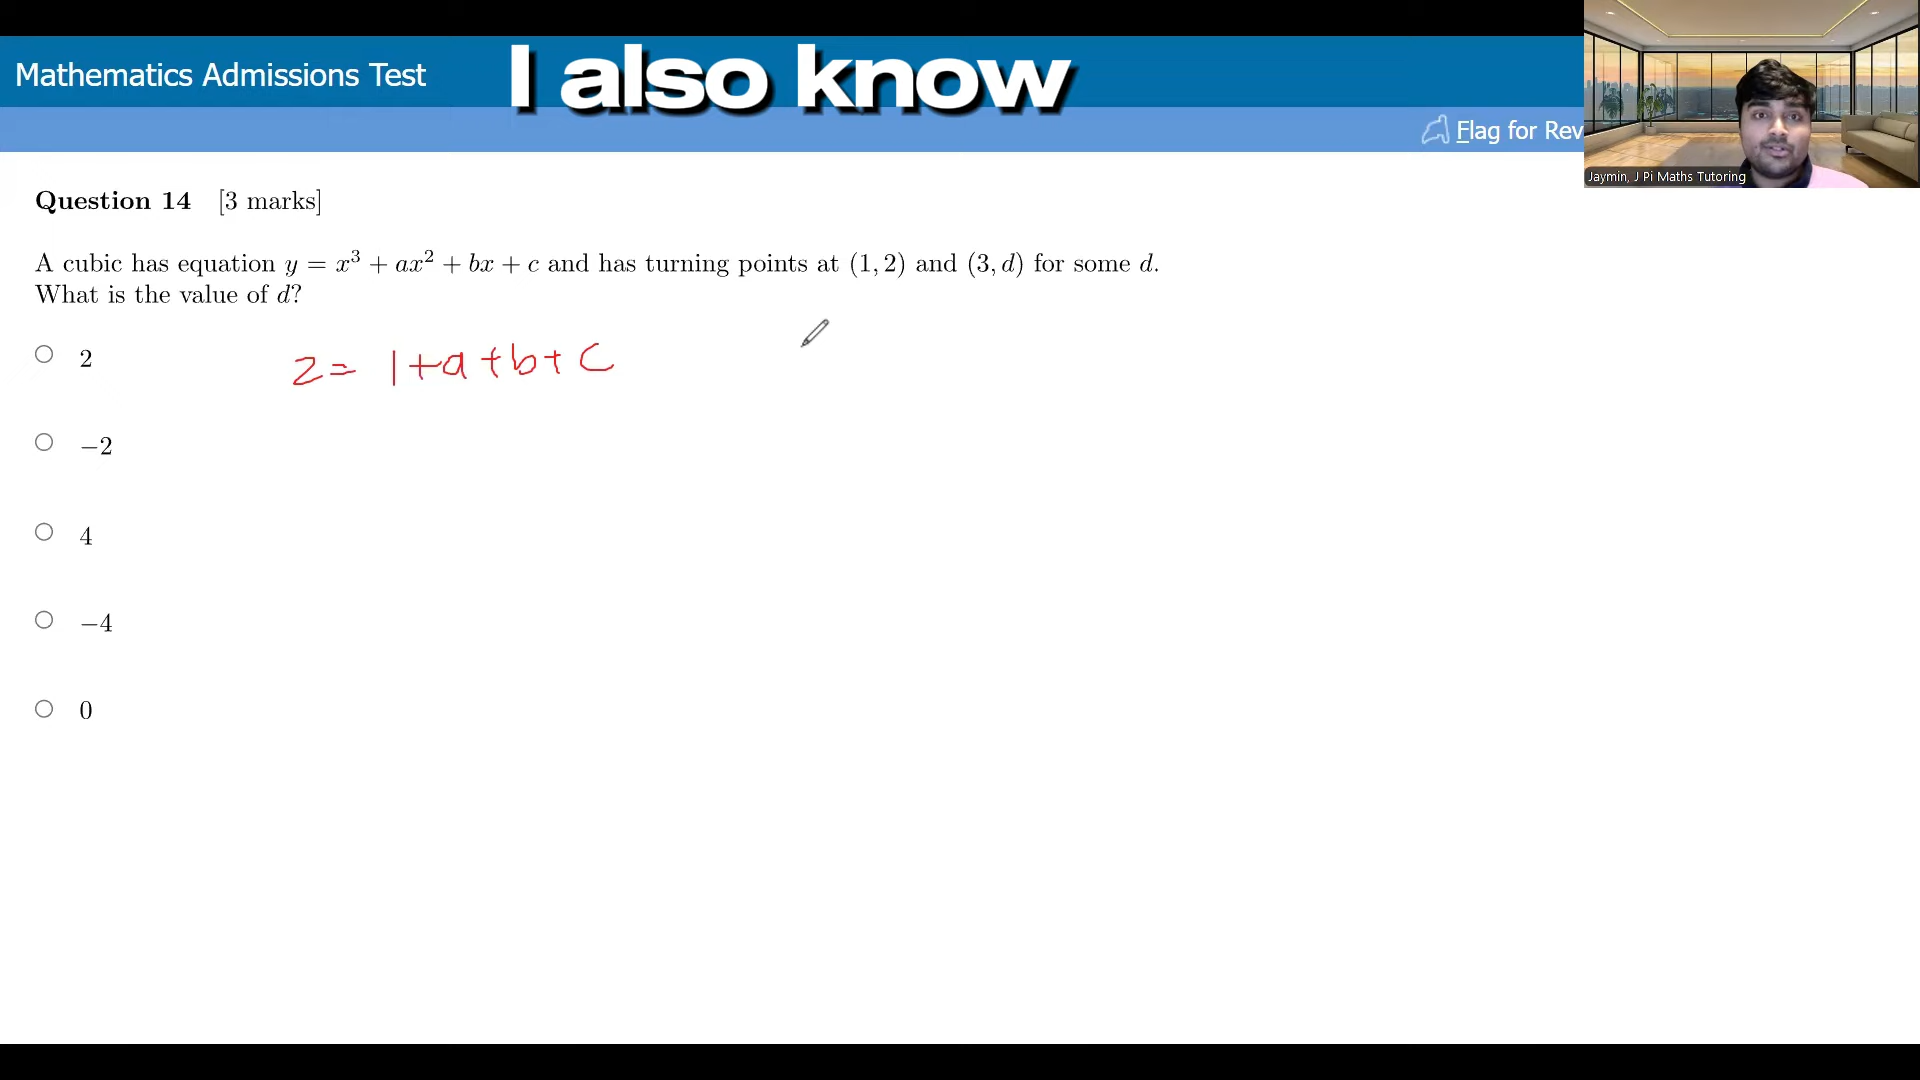 Mathematics Admissions Test
I also know
Flag for Rev
Jaymin, J Pi Maths Tutoring
Question 14 [3 marks]
A cubic has equation y = x³ + ax² + bx + c and has turning points at (1, 2) and (3, d) for some d.
What is the value of d?
2
2 = 1 + a + b + c
−2
4
−4
0